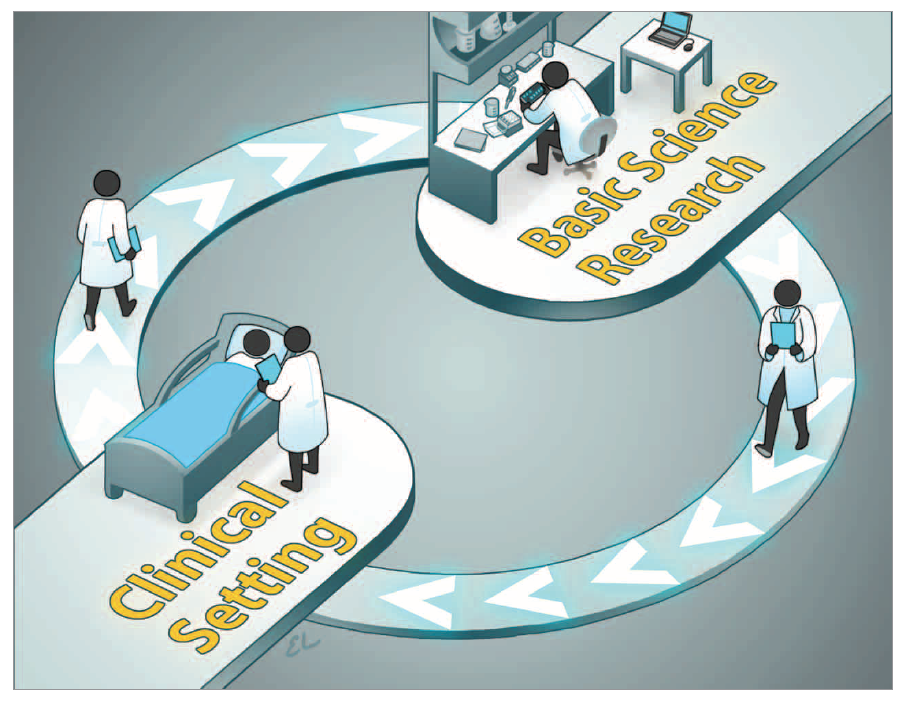 Basic Science
Research
Clinical
Setting
EL